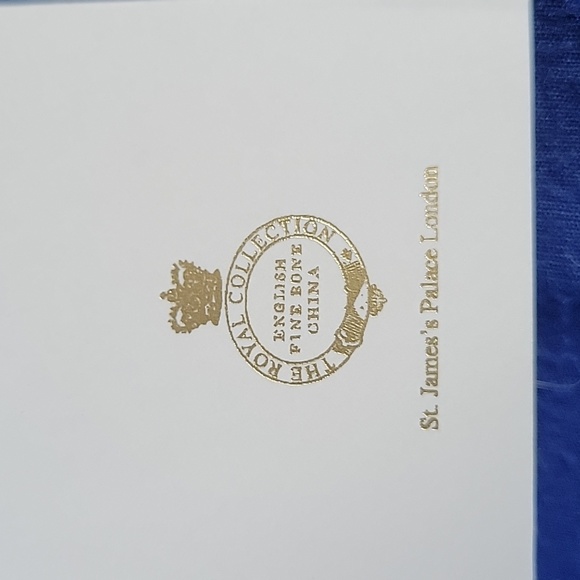 THE ROYAL COLLECTION
ENGLISH
FINE BONE
CHINA
St. James's Palace London